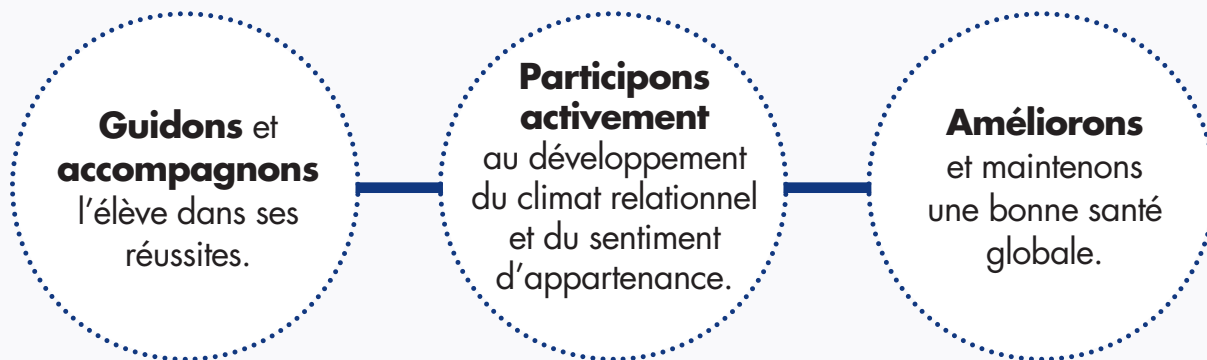 Guidons et
accompagnons
l'élève dans ses
réussites.
Participons
activement
au développement
du climat relationnel
et du sentiment
d'appartenance.
Améliorons
et maintenons
une bonne santé
globale.